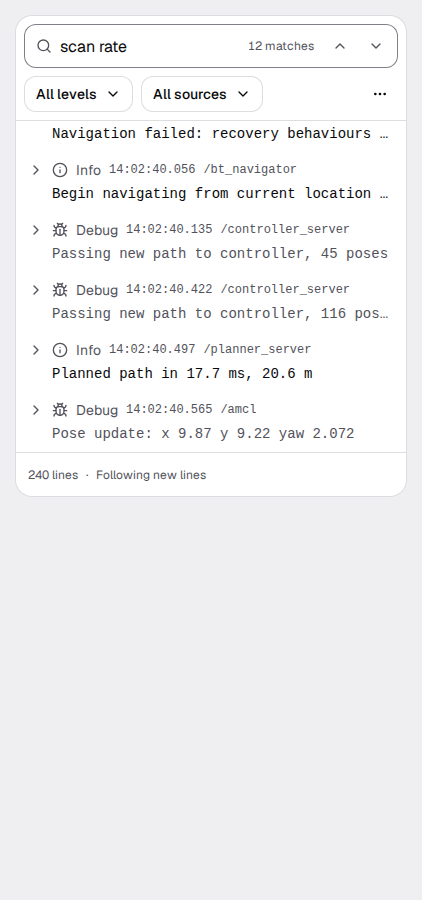 scan rate 12 matches
All levels All sources
Navigation failed: recovery behaviours …
Info 14:02:40.056 /bt_navigator
Begin navigating from current location …
Debug 14:02:40.135 /controller_server
Passing new path to controller, 45 poses
Debug 14:02:40.422 /controller_server
Passing new path to controller, 116 pos…
Info 14:02:40.497 /planner_server
Planned path in 17.7 ms, 20.6 m
Debug 14:02:40.565 /amcl
Pose update: x 9.87 y 9.22 yaw 2.072
240 lines · Following new lines